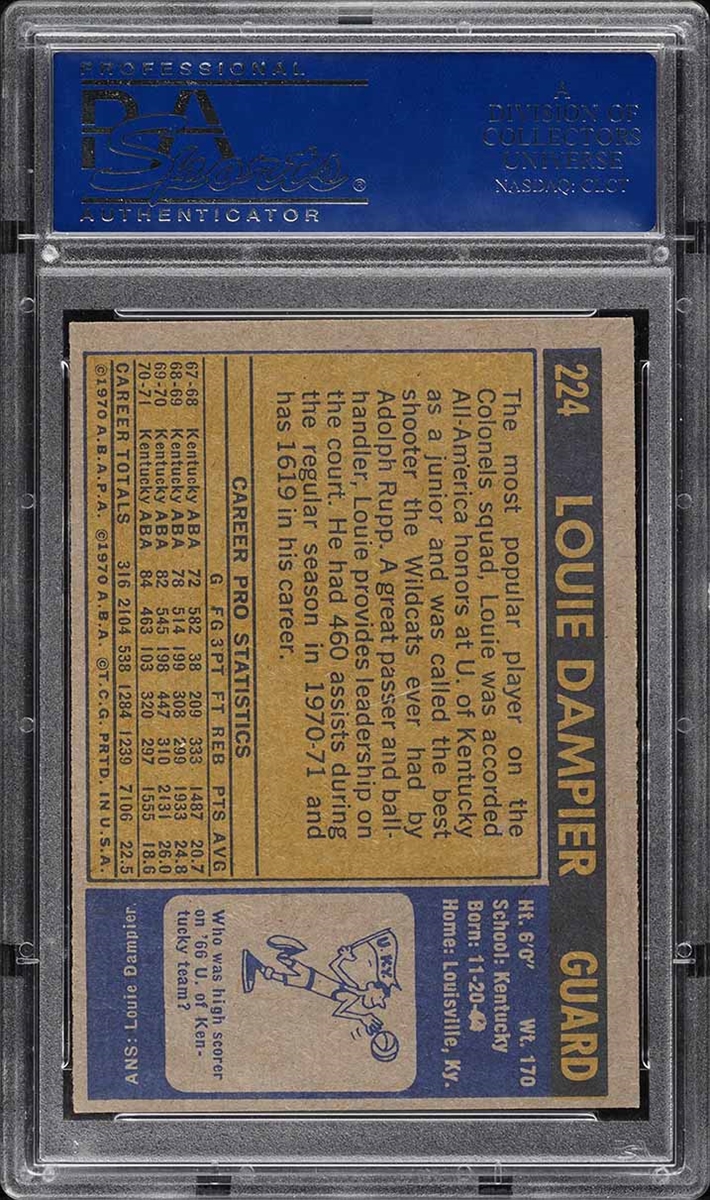 PROFESSIONAL
PSA
Sports®
AUTHENTICATOR
A
DIVISION OF
COLLECTORS
UNIVERSE
NASDAQ: CLCT
224 LOUIE DAMPIER GUARD
The most popular player on the
Colonels squad, Louie was accorded
All-America honors at U. of Kentucky
as a junior and was called the best
shooter the Wildcats ever had by
Adolph Rupp. A great passer and ball-
handler, Louie provides leadership on
the court. He had 460 assists during
the regular season in 1970-71 and
has 1619 in his career.
CAREER PRO STATISTICS
G FG 3PT FT REB PTS AVG
67-68 Kentucky ABA 72 582 38 209 333 1487 20.7
68-69 Kentucky ABA 78 514 199 308 299 1933 24.8
69-70 Kentucky ABA 82 545 198 447 310 2131 26.0
70-71 Kentucky ABA 84 463 103 320 297 1555 18.6
CAREER TOTALS 316 2104 538 1284 1239 7106 22.5
©1970 A.B.A.P.A. ©1970 A.B.A. ©T.C.G. PRTD. IN U.S.A.
Ht. 6'0" Wt. 170
School: Kentucky
Born: 11-20-
Home: Louisville, Ky.
U. KY.
Who was high scorer
on '66 U. of Ken-
tucky team?
ANS: Louie Dampier.